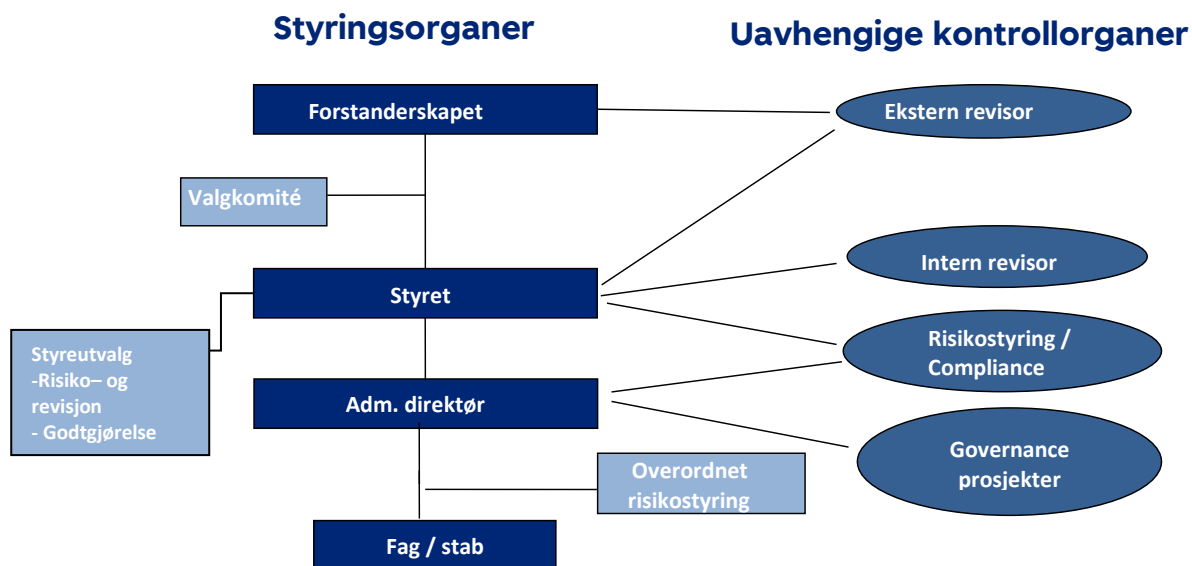 Styringsorganer
Uavhengige kontrollorganer
Forstanderskapet
Ekstern revisor
Valgkomité
Styret
Intern revisor
Styreutvalg
-Risiko– og
revisjon
- Godtgjørelse
Risikostyring /
Compliance
Adm. direktør
Governance
prosjekter
Overordnet
risikostyring
Fag / stab